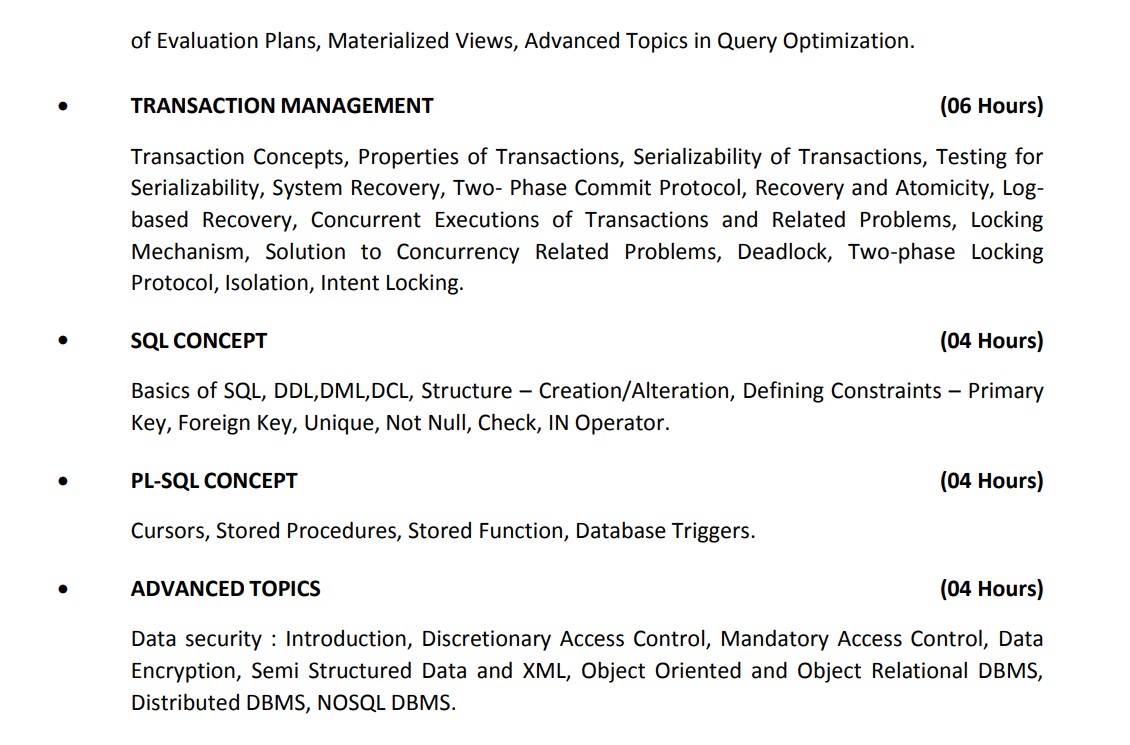 of Evaluation Plans, Materialized Views, Advanced Topics in Query Optimization.
• TRANSACTION MANAGEMENT (06 Hours)
Transaction Concepts, Properties of Transactions, Serializability of Transactions, Testing for
Serializability, System Recovery, Two- Phase Commit Protocol, Recovery and Atomicity, Log-
based Recovery, Concurrent Executions of Transactions and Related Problems, Locking
Mechanism, Solution to Concurrency Related Problems, Deadlock, Two-phase Locking
Protocol, Isolation, Intent Locking.
• SQL CONCEPT (04 Hours)
Basics of SQL, DDL,DML,DCL, Structure – Creation/Alteration, Defining Constraints – Primary
Key, Foreign Key, Unique, Not Null, Check, IN Operator.
• PL-SQL CONCEPT (04 Hours)
Cursors, Stored Procedures, Stored Function, Database Triggers.
• ADVANCED TOPICS (04 Hours)
Data security : Introduction, Discretionary Access Control, Mandatory Access Control, Data
Encryption, Semi Structured Data and XML, Object Oriented and Object Relational DBMS,
Distributed DBMS, NOSQL DBMS.